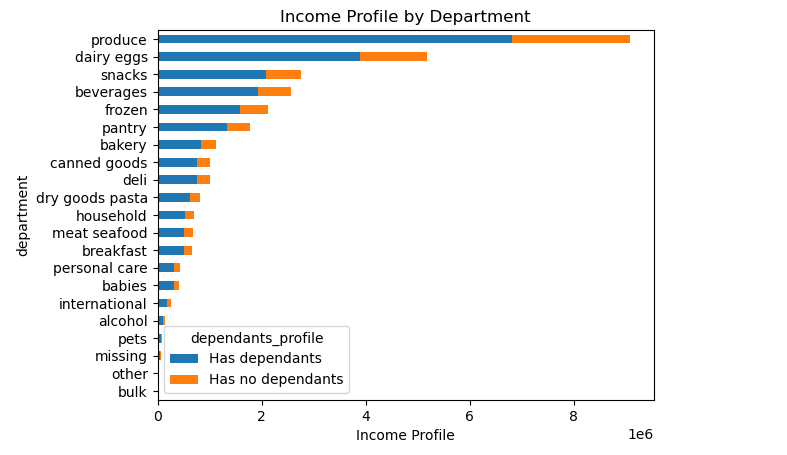 Income Profile by Department
produce
dairy eggs
snacks
beverages
frozen
pantry
bakery
canned goods
deli
dry goods pasta
household
meat seafood
breakfast
personal care
babies
international
alcohol
pets
missing
other
bulk
department
dependants_profile
Has dependants
Has no dependants
0 2 4 6 8
1e6
Income Profile